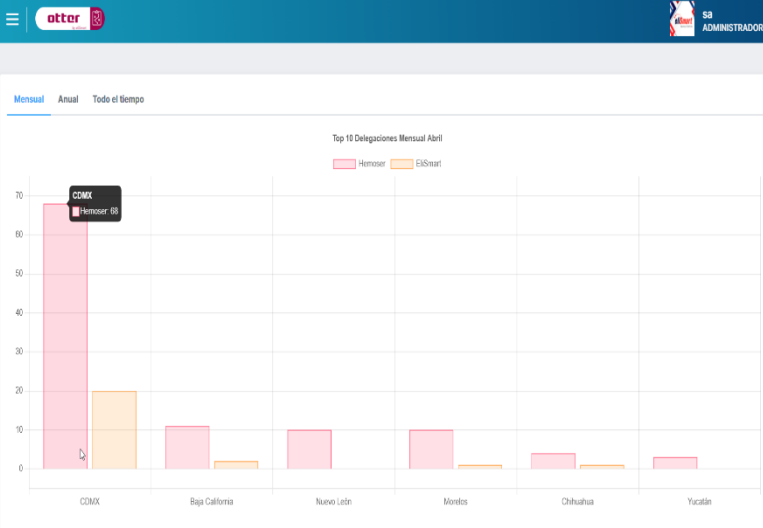 otter
sa
ADMINISTRADOR
Mensual Anual Todo el tiempo
Top 10 Delegaciones Mensual Abril
Hemoser EliSmart
70
60
50
40
30
20
10
0
CDMX
Hemoser: 68
CDMX Baja California Nuevo León Morelos Chihuahua Yucatán